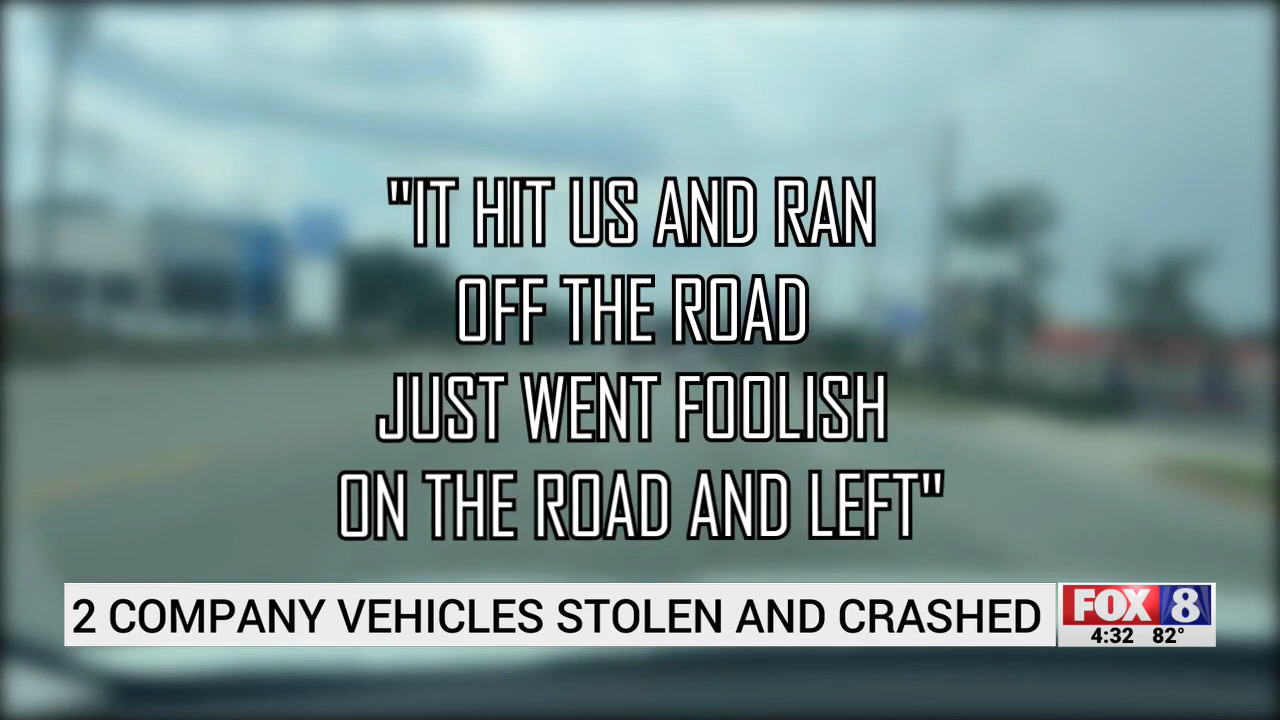 "IT HIT US AND RAN
OFF THE ROAD
JUST WENT FOOLISH
ON THE ROAD AND LEFT"
2 COMPANY VEHICLES STOLEN AND CRASHED
FOX 8
4:32 82°